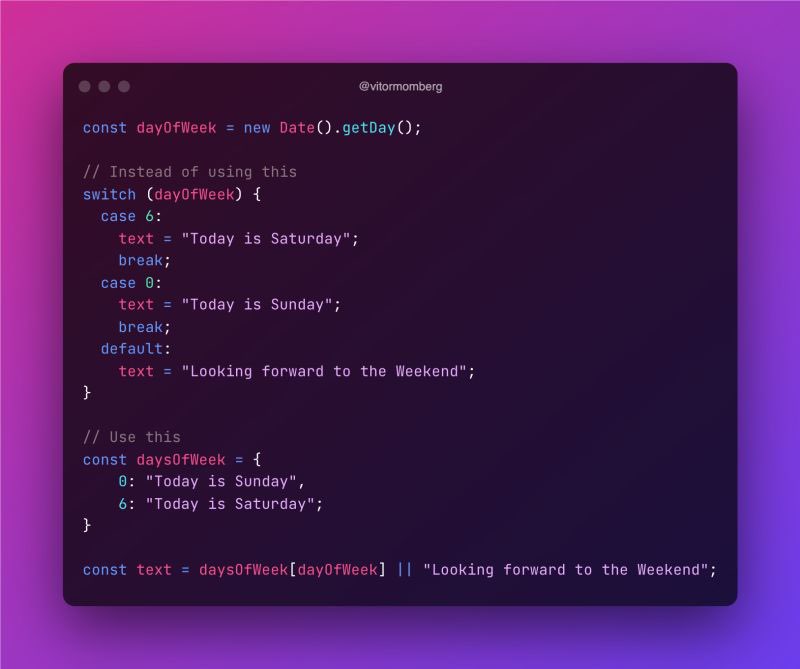 @vitormomberg
const dayOfWeek = new Date().getDay();
// Instead of using this
switch (dayOfWeek) {
  case 6:
    text = "Today is Saturday";
    break;
  case 0:
    text = "Today is Sunday";
    break;
  default:
    text = "Looking forward to the Weekend";
}
// Use this
const daysOfWeek = {
    0: "Today is Sunday",
    6: "Today is Saturday";
}
const text = daysOfWeek[dayOfWeek] || "Looking forward to the Weekend";